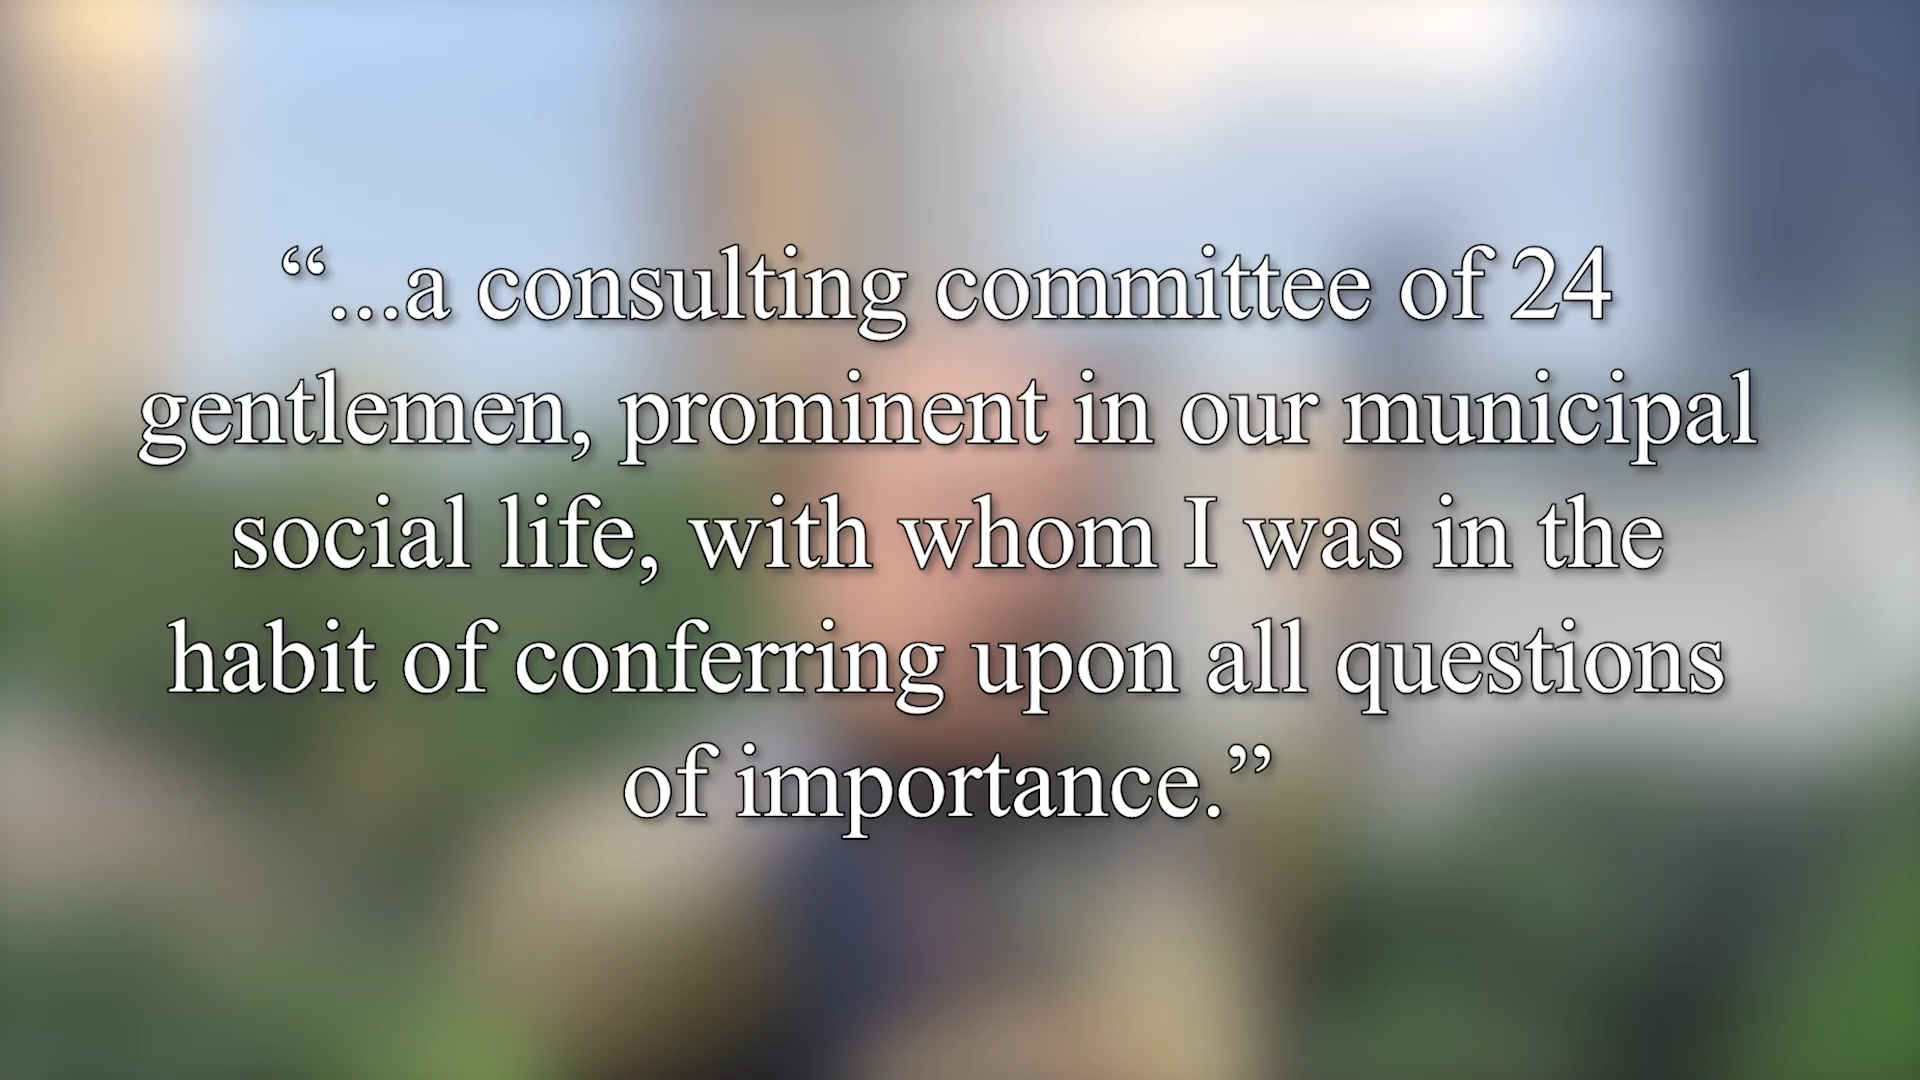 “...a consulting committee of 24
gentlemen, prominent in our municipal
social life, with whom I was in the
habit of conferring upon all questions
of importance.”